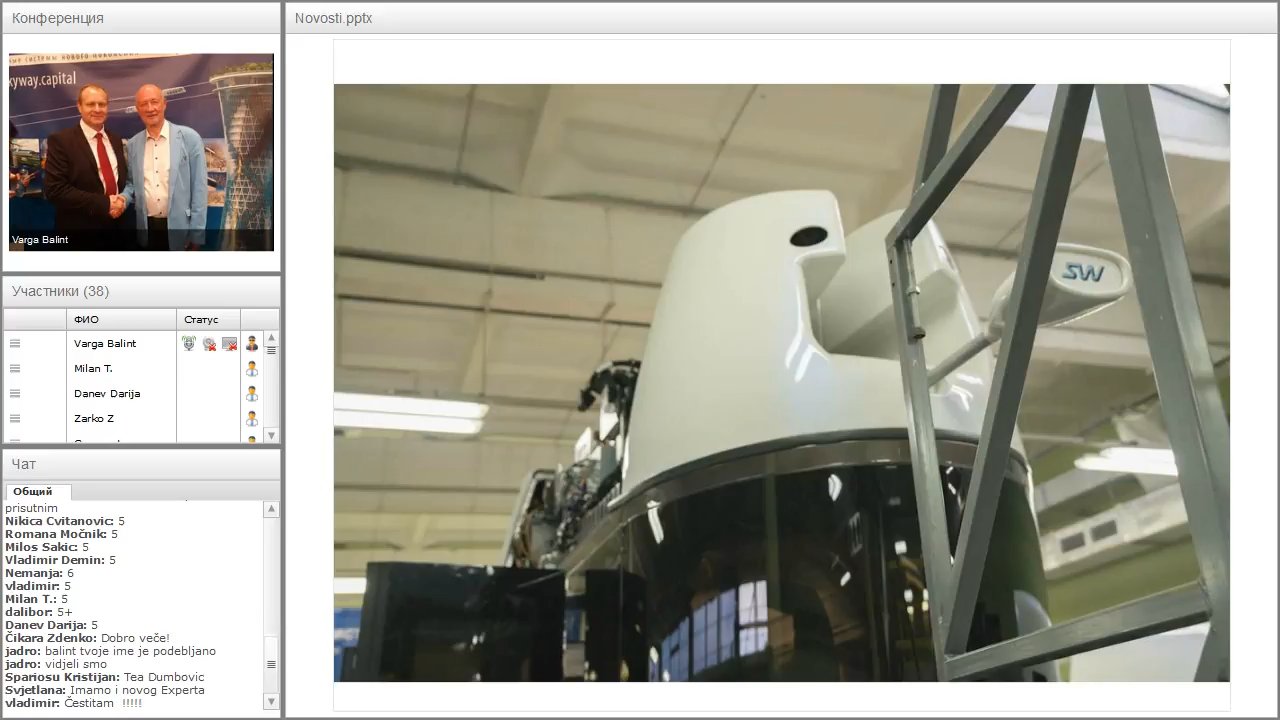 Конференция
нового поколения
kyway.capital
Varga Balint
Участники (38)
ФИО
Статус
Varga Balint
Milan T.
Danev Darija
Zarko Z
Чат
Общий
prisutnim
Nikica Cvitanovic: 5
Romana Močnik: 5
Milos Sakic: 5
Vladimir Demin: 5
Nemanja: 6
vladimir: 5
Milan T.: 5
dalibor: 5+
Danev Darija: 5
Čikara Zdenko: Dobro veče!
jadro: balint tvoje ime je podebljano
jadro: vidjeli smo
Spariosu Kristijan: Tea Dumbovic
Svjetlana: Imamo i novog Experta
vladimir: Čestitam !!!!!
Novosti.pptx
SW